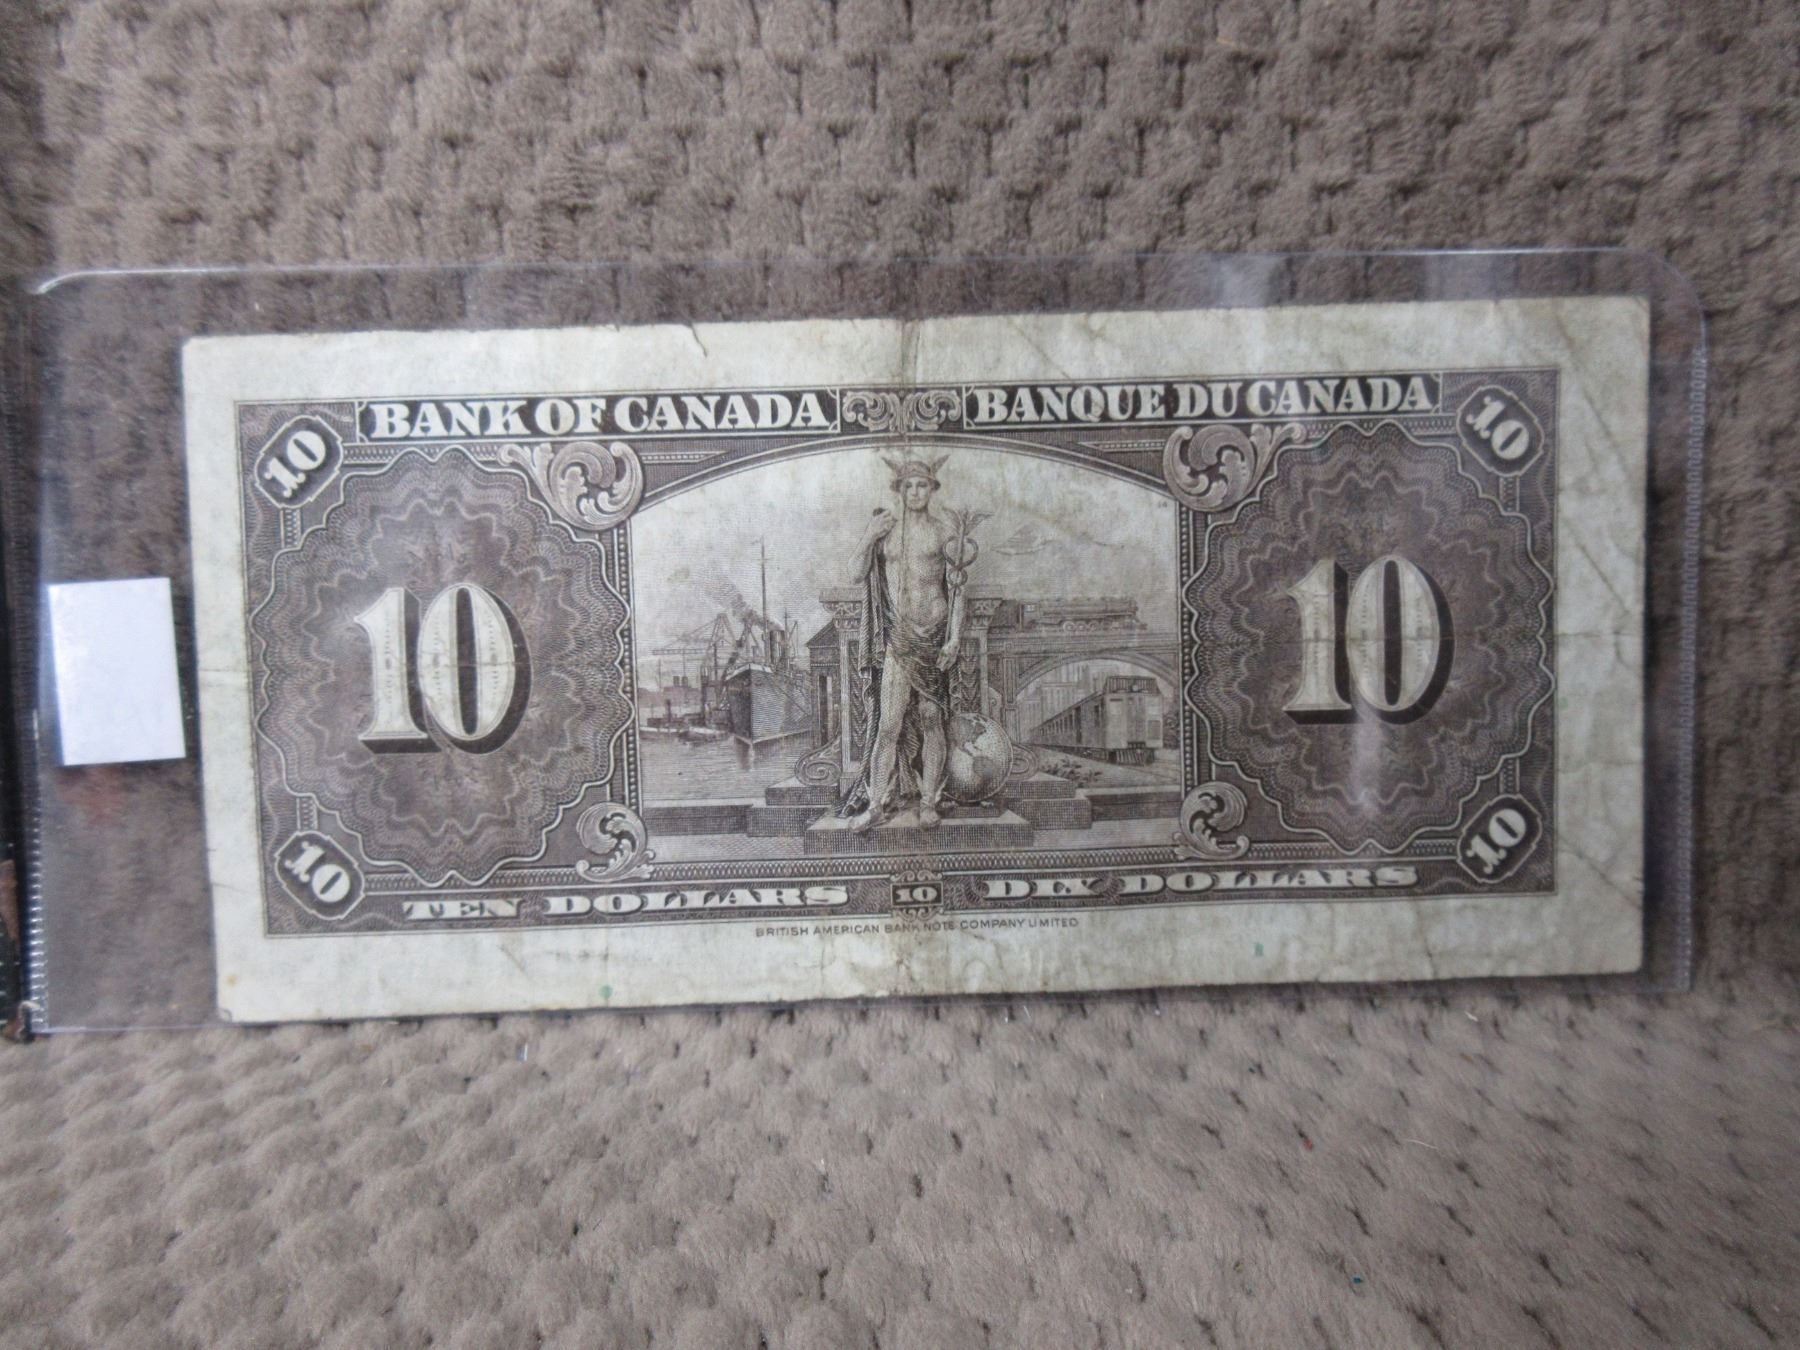 BANK OF CANADA BANQUE DU CANADA
10 10
10 10
10 10
TEN DOLLARS 10 DIX DOLLARS
BRITISH AMERICAN BANK NOTE COMPANY LIMITED